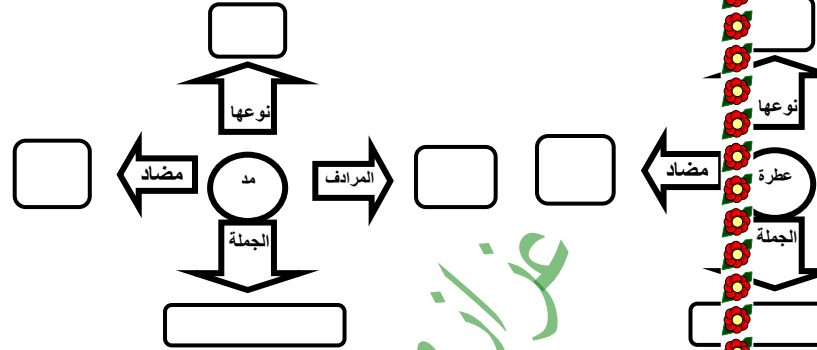 نوعها
نوعها
عطرة
مضاد
المرادف
مد
مضاد
الجملة
الجملة